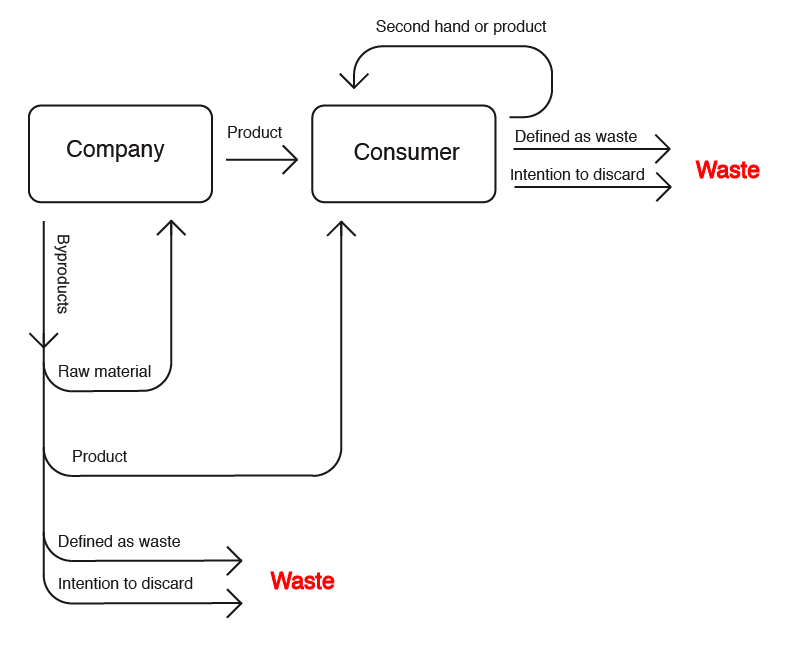 Second hand or product
Company
Product
Consumer
Defined as waste
Intention to discard
Waste
Byproducts
Raw material
Product
Defined as waste
Intention to discard
Waste